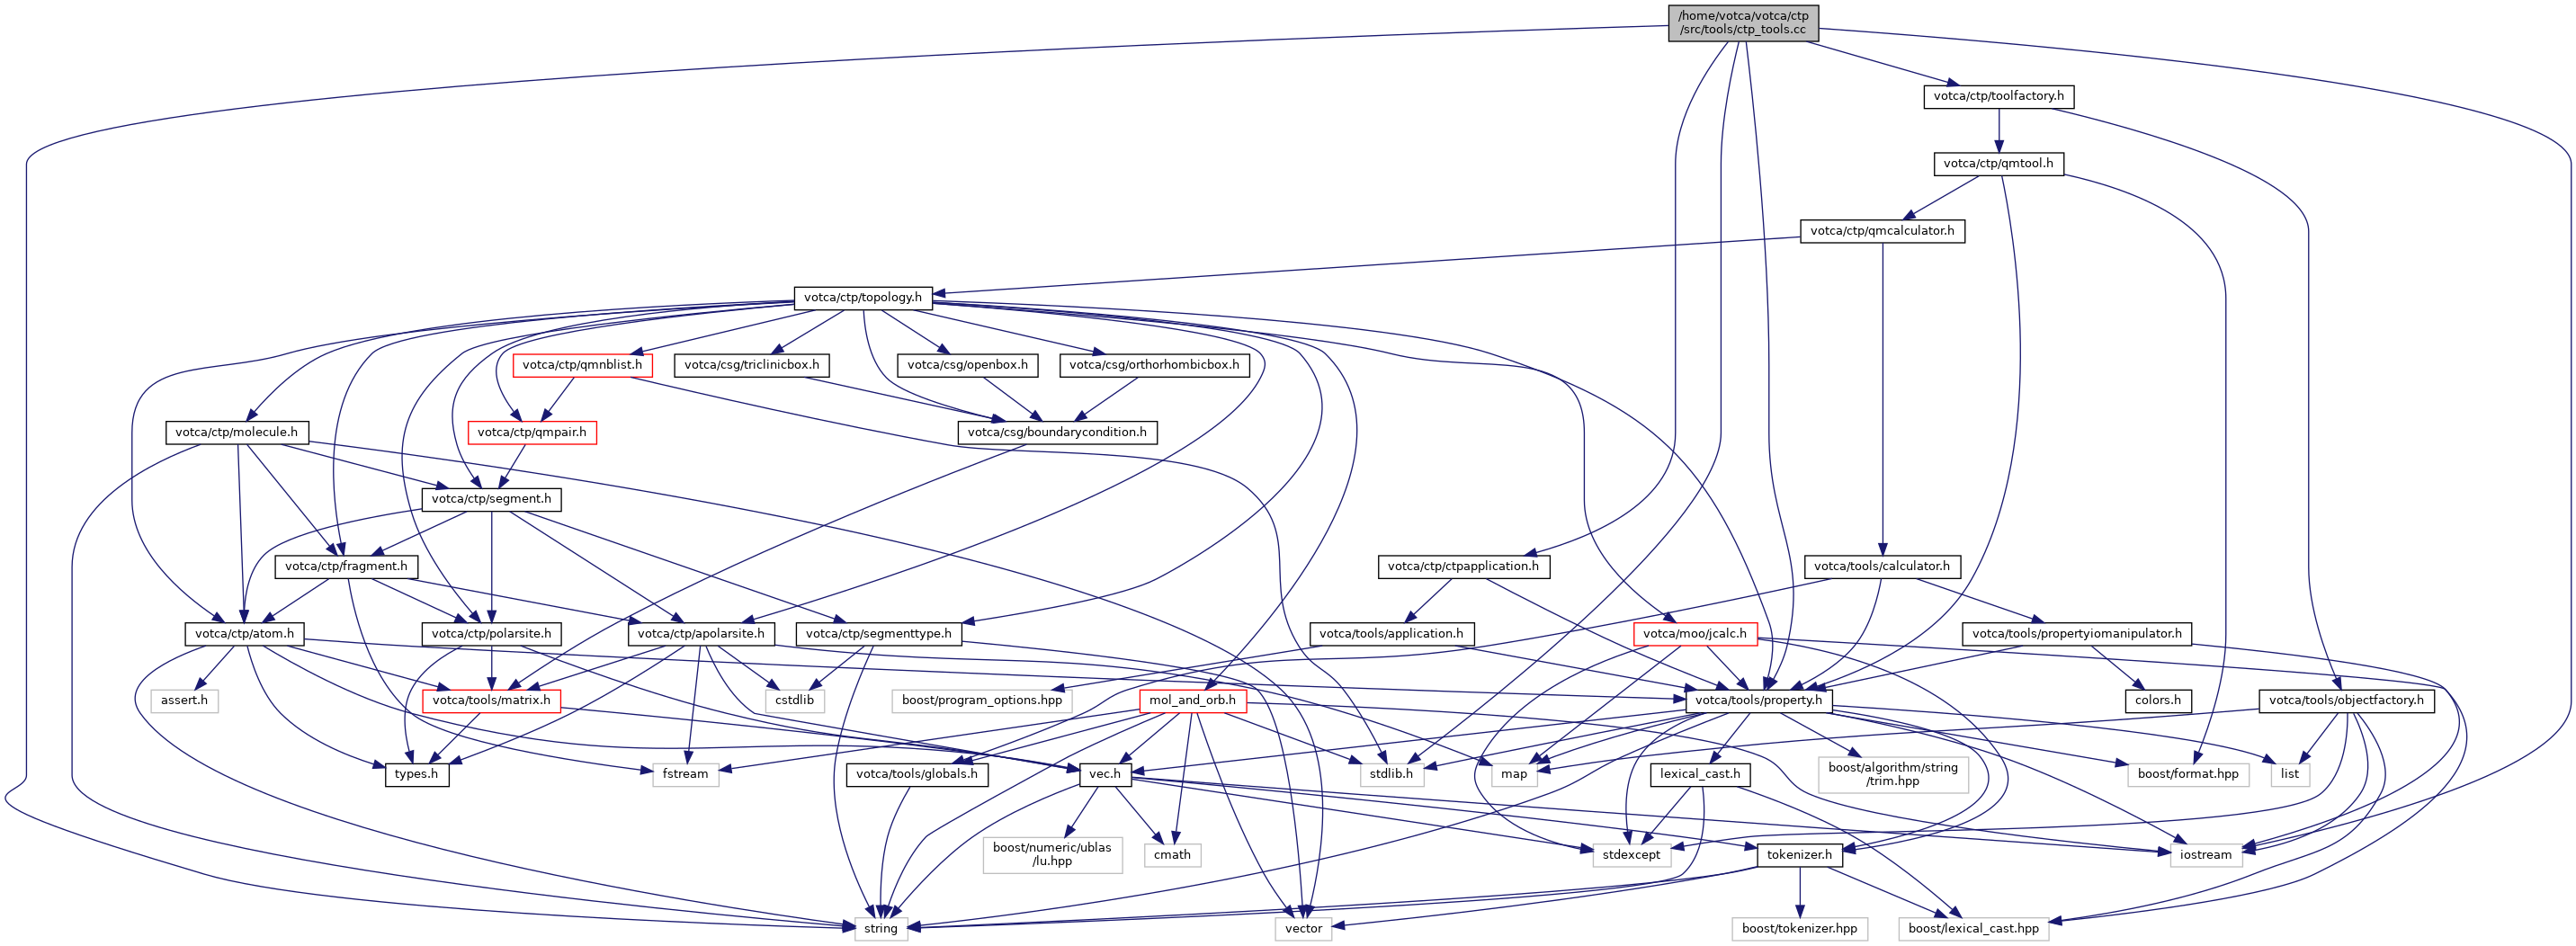 /home/votca/votca/ctp
/src/tools/ctp_tools.cc
votca/ctp/toolfactory.h
votca/ctp/qmtool.h
votca/ctp/qmcalculator.h
votca/ctp/topology.h
votca/ctp/qmnblist.h
votca/csg/triclinicbox.h
votca/csg/openbox.h
votca/csg/orthorhombicbox.h
votca/ctp/molecule.h
votca/ctp/qmpair.h
votca/csg/boundarycondition.h
votca/ctp/segment.h
votca/ctp/fragment.h
votca/ctp/ctpapplication.h
votca/tools/calculator.h
votca/ctp/atom.h
votca/ctp/polarsite.h
votca/ctp/apolarsite.h
votca/ctp/segmenttype.h
votca/tools/application.h
votca/moo/jcalc.h
votca/tools/propertyiomanipulator.h
assert.h
votca/tools/matrix.h
cstdlib
boost/program_options.hpp
mol_and_orb.h
votca/tools/property.h
colors.h
votca/tools/objectfactory.h
types.h
fstream
votca/tools/globals.h
vec.h
stdlib.h
map
lexical_cast.h
boost/algorithm/string
/trim.hpp
boost/format.hpp
list
boost/numeric/ublas
/lu.hpp
cmath
stdexcept
tokenizer.h
iostream
string
vector
boost/tokenizer.hpp
boost/lexical_cast.hpp